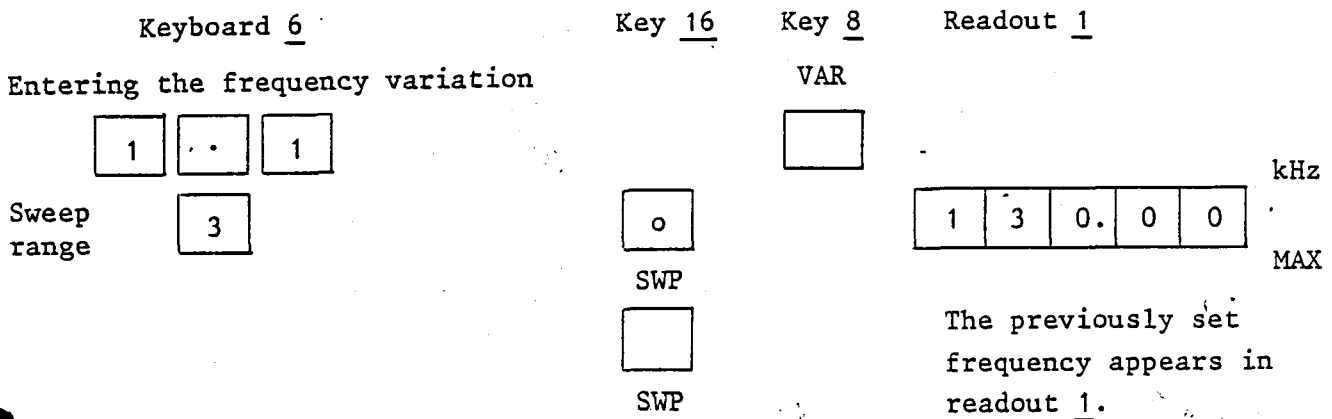 Keyboard 6 Key 16 Key 8 Readout 1
Entering the frequency variation VAR
1 . 1
kHz
Sweep range 3 o 1 3 0. 0 0
MAX
SWP
The previously set
frequency appears in
SWP readout 1.